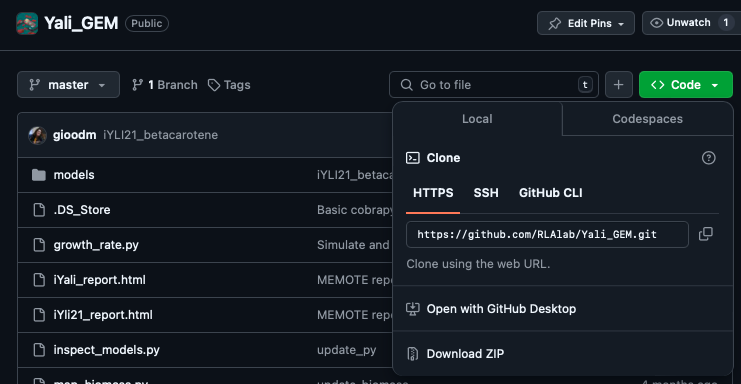 Yali_GEM Public Edit Pins Unwatch 1
master 1 Branch Tags Go to file t + Code
Local Codespaces
gioodm iYLI21_betacarotene
Clone
models iYLI21_betaca
HTTPS SSH GitHub CLI
.DS_Store Basic cobrapy
https://github.com/RLAlab/Yali_GEM.git
growth_rate.py Simulate and
Clone using the web URL.
iYali_report.html MEMOTE repo
Open with GitHub Desktop
iYli21_report.html MEMOTE repo
inspect_models.py update_py
Download ZIP